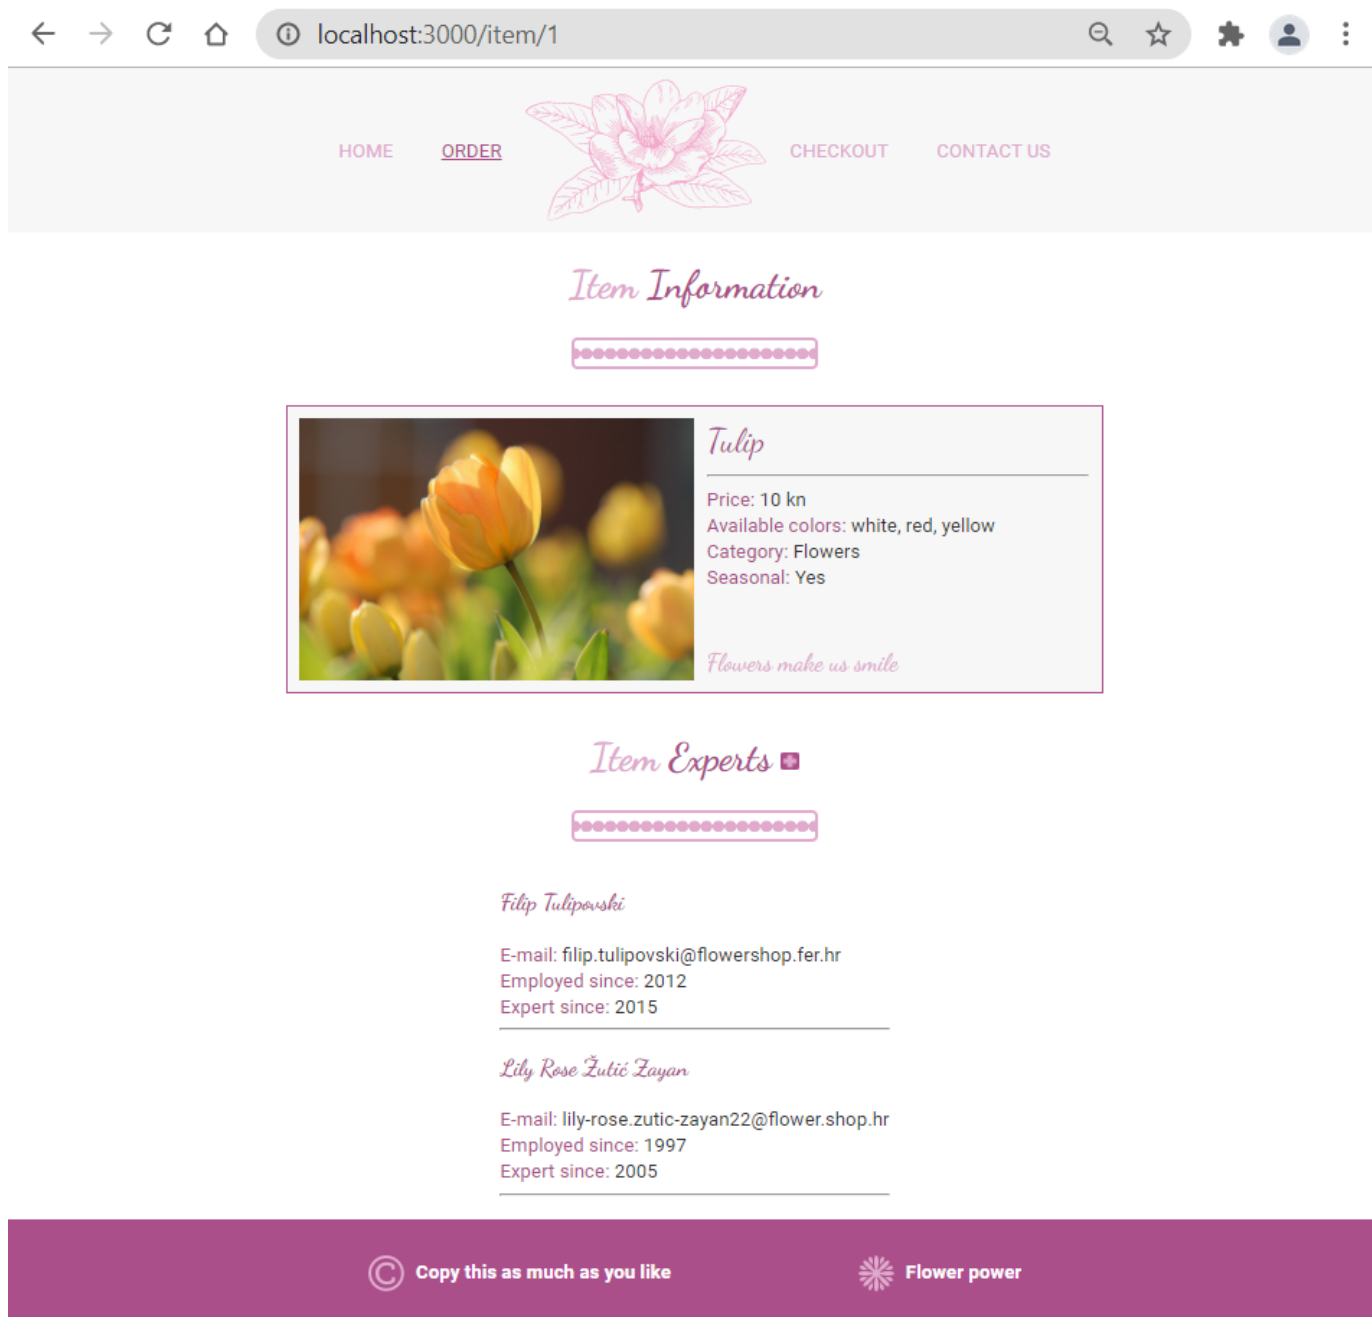 localhost:3000/item/1
HOME ORDER CHECKOUT CONTACT US
Item Information
Tulip
Price: 10 kn
Available colors: white, red, yellow
Category: Flowers
Seasonal: Yes
Flowers make us smile
Item Experts
Filip Tulipovski
E-mail: filip.tulipovski@flowershop.fer.hr
Employed since: 2012
Expert since: 2015
Lily Rose Žutić Zayan
E-mail: lily-rose.zutic-zayan22@flower.shop.hr
Employed since: 1997
Expert since: 2005
© Copy this as much as you like Flower power